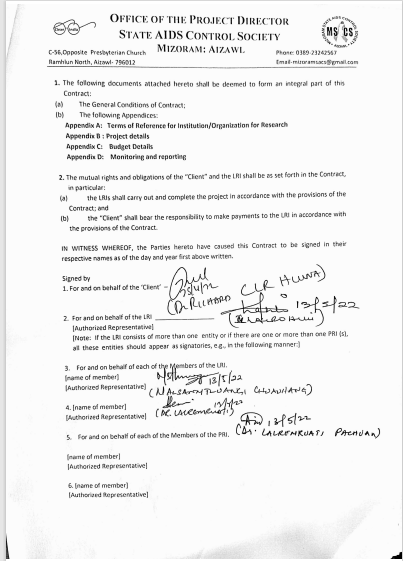 OFFICE OF THE PROJECT DIRECTOR
STATE AIDS CONTROL SOCIETY
MIZORAM: AIZAWL
C-56,Opposite Presbyterian Church
Ramhlun North, Aizawl- 796012
Phone: 0389-23242567
Email-mizoramsacs@gmail.com
1. The following documents attached hereto shall be deemed to form an integral part of this
Contract:
(a) The General Conditions of Contract;
(b) The following Appendices:
Appendix A: Terms of Reference for Institution/Organization for Research
Appendix B : Project details
Appendix C: Budget Details
Appendix D: Monitoring and reporting
2. The mutual rights and obligations of the "Client" and the LRI shall be as set forth in the Contract,
in particular:
(a) the LRIs shall carry out and complete the project in accordance with the provisions of the
Contract; and
(b) the "Client" shall bear the responsibility to make payments to the LRI in accordance with
the provisions of the Contract.
IN WITNESS WHEREOF, the Parties hereto have caused this Contract to be signed in their
respective names as of the day and year first above written.
Signed by
1. For and on behalf of the 'Client' –
2. For and on behalf of the LRI 13/5/22
[Authorized Representative]
[Note: If the LRI consists of more than one entity or if there are one or more than one PRI (s),
all these entities should appear as signatories, e.g., in the following manner:]
3. For and on behalf of each of the Members of the LRI.
[name of member] 13/5/22
[Authorized Representative]
4. [name of member]
[Authorized Representative]
13/5/22
5. For and on behalf of each of the Members of the PRI. (Dr. LALREMRUATI PACHUAU)
[name of member]
[Authorized Representative]
6. [name of member]
[Authorized Representative]